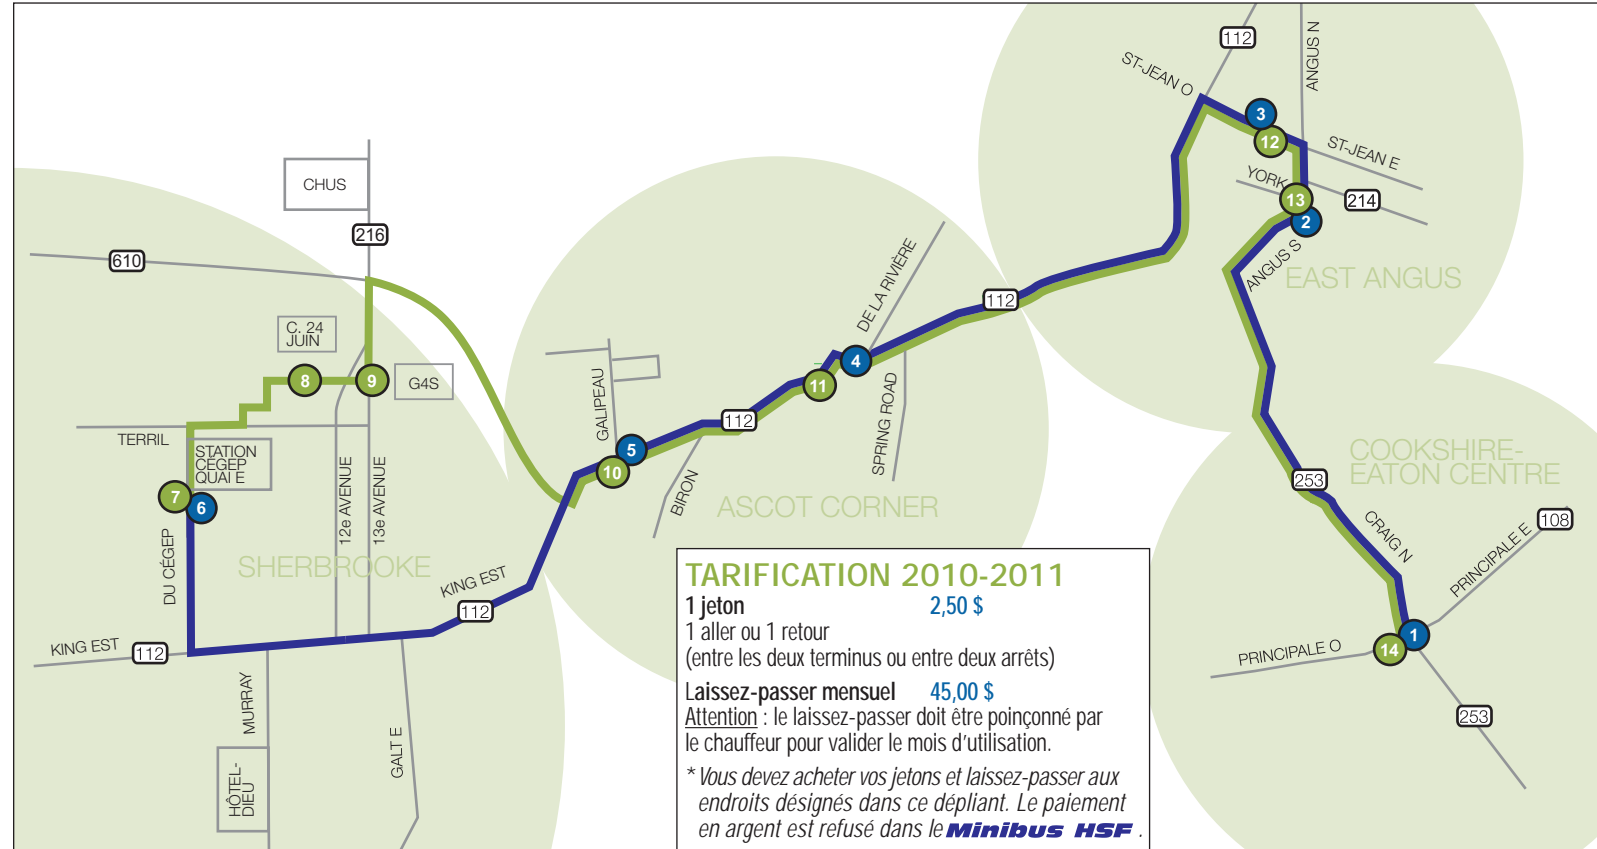 112
ANGUS N
ST-JEAN O
3
12
ST-JEAN E
YORK
13
214
2
ANGUS S
EAST ANGUS
CHUS
216
610
C. 24
JUIN
8
9
G4S
TERRIL
STATION
CÉGEP
QUAI E
7
6
DU CÉGEP
12e AVENUE
13e AVENUE
SHERBROOKE
KING EST
112
KING EST
112
MURRAY
HÔTEL-
DIEU
GALT E
GALIPEAU
5
10
BIRON
112
11
4
DE LA RIVIÈRE
SPRING ROAD
112
ASCOT CORNER
COOKSHIRE-
EATON CENTRE
253
CRAIG N
PRINCIPALE E
108
1
14
PRINCIPALE O
253
TARIFICATION 2010-2011
1 jeton 2,50 $
1 aller ou 1 retour
(entre les deux terminus ou entre deux arrêts)
Laissez-passer mensuel 45,00 $
Attention : le laissez-passer doit être poinçonné par
le chauffeur pour valider le mois d'utilisation.
* Vous devez acheter vos jetons et laissez-passer aux
endroits désignés dans ce dépliant. Le paiement
en argent est refusé dans le Minibus HSF .